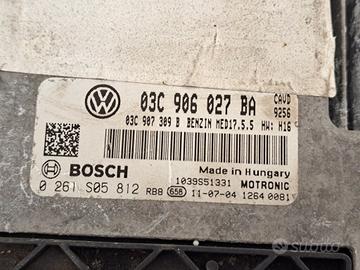 03C 906 027 BA CAVD
9256
03C 907 309 B BENZIN MED17.5.5 HW: H16
N
BOSCH
Made in Hungary
1039S51331 MOTRONIC
0 261 S05 812 RBB 658 11-07-04 1264 0081
subito